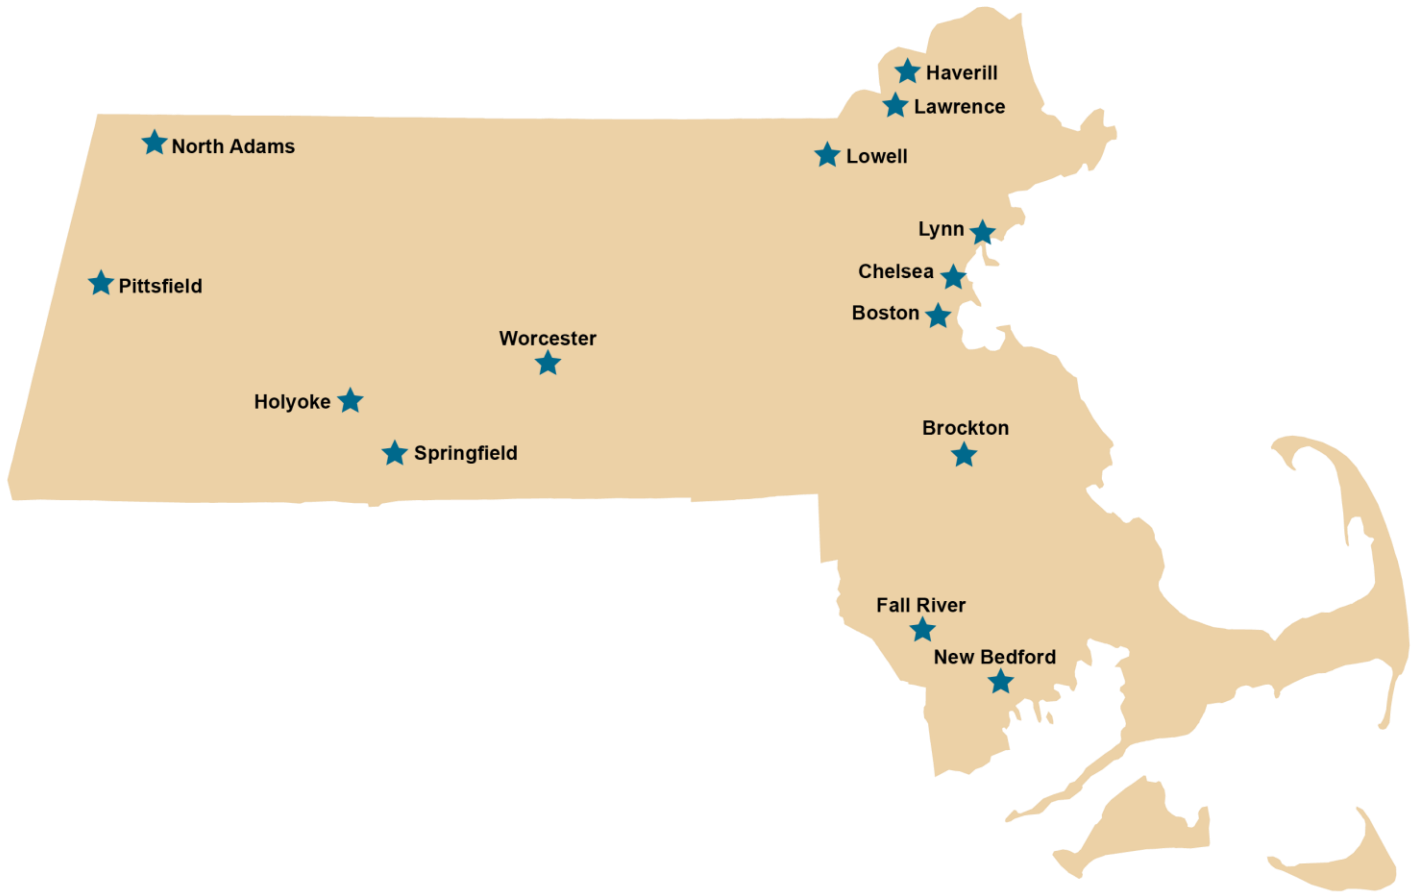 Haverill
Lawrence
North Adams
Lowell
Lynn
Chelsea
Pittsfield
Boston
Worcester
Holyoke
Brockton
Springfield
Fall River
New Bedford